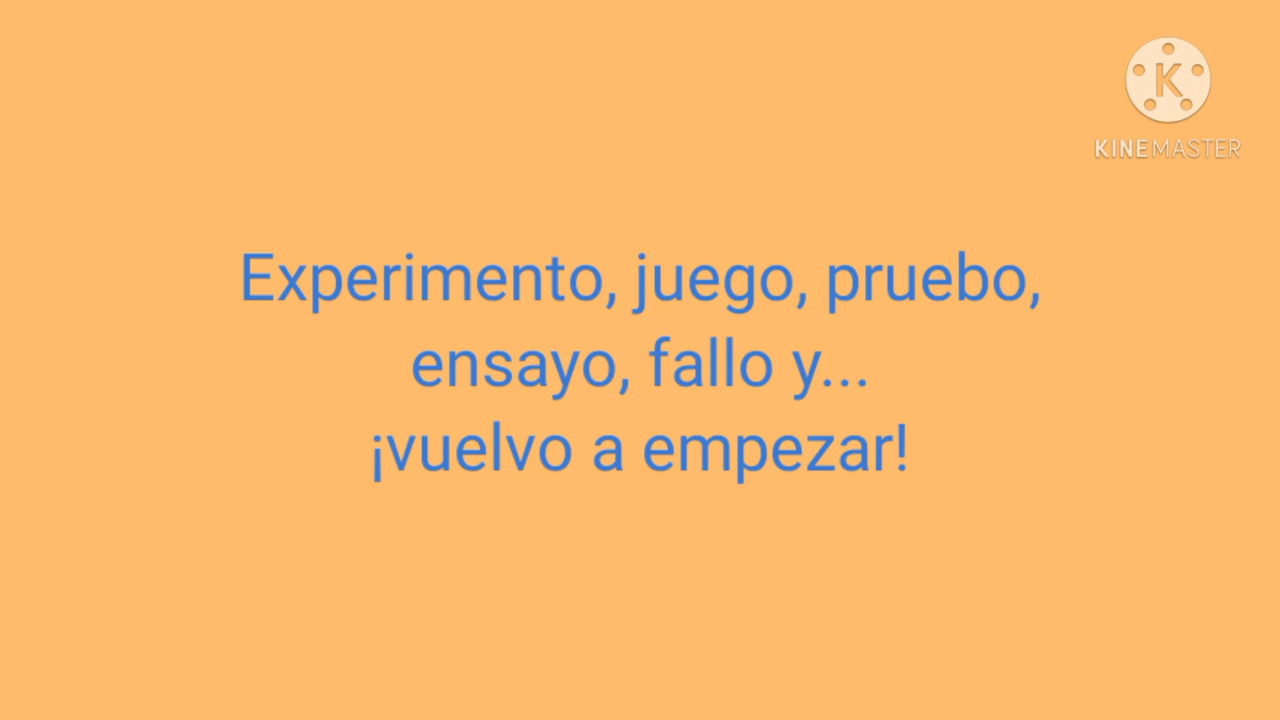 K
KINEMASTER
Experimento, juego, pruebo,
ensayo, fallo y...
¡vuelvo a empezar!